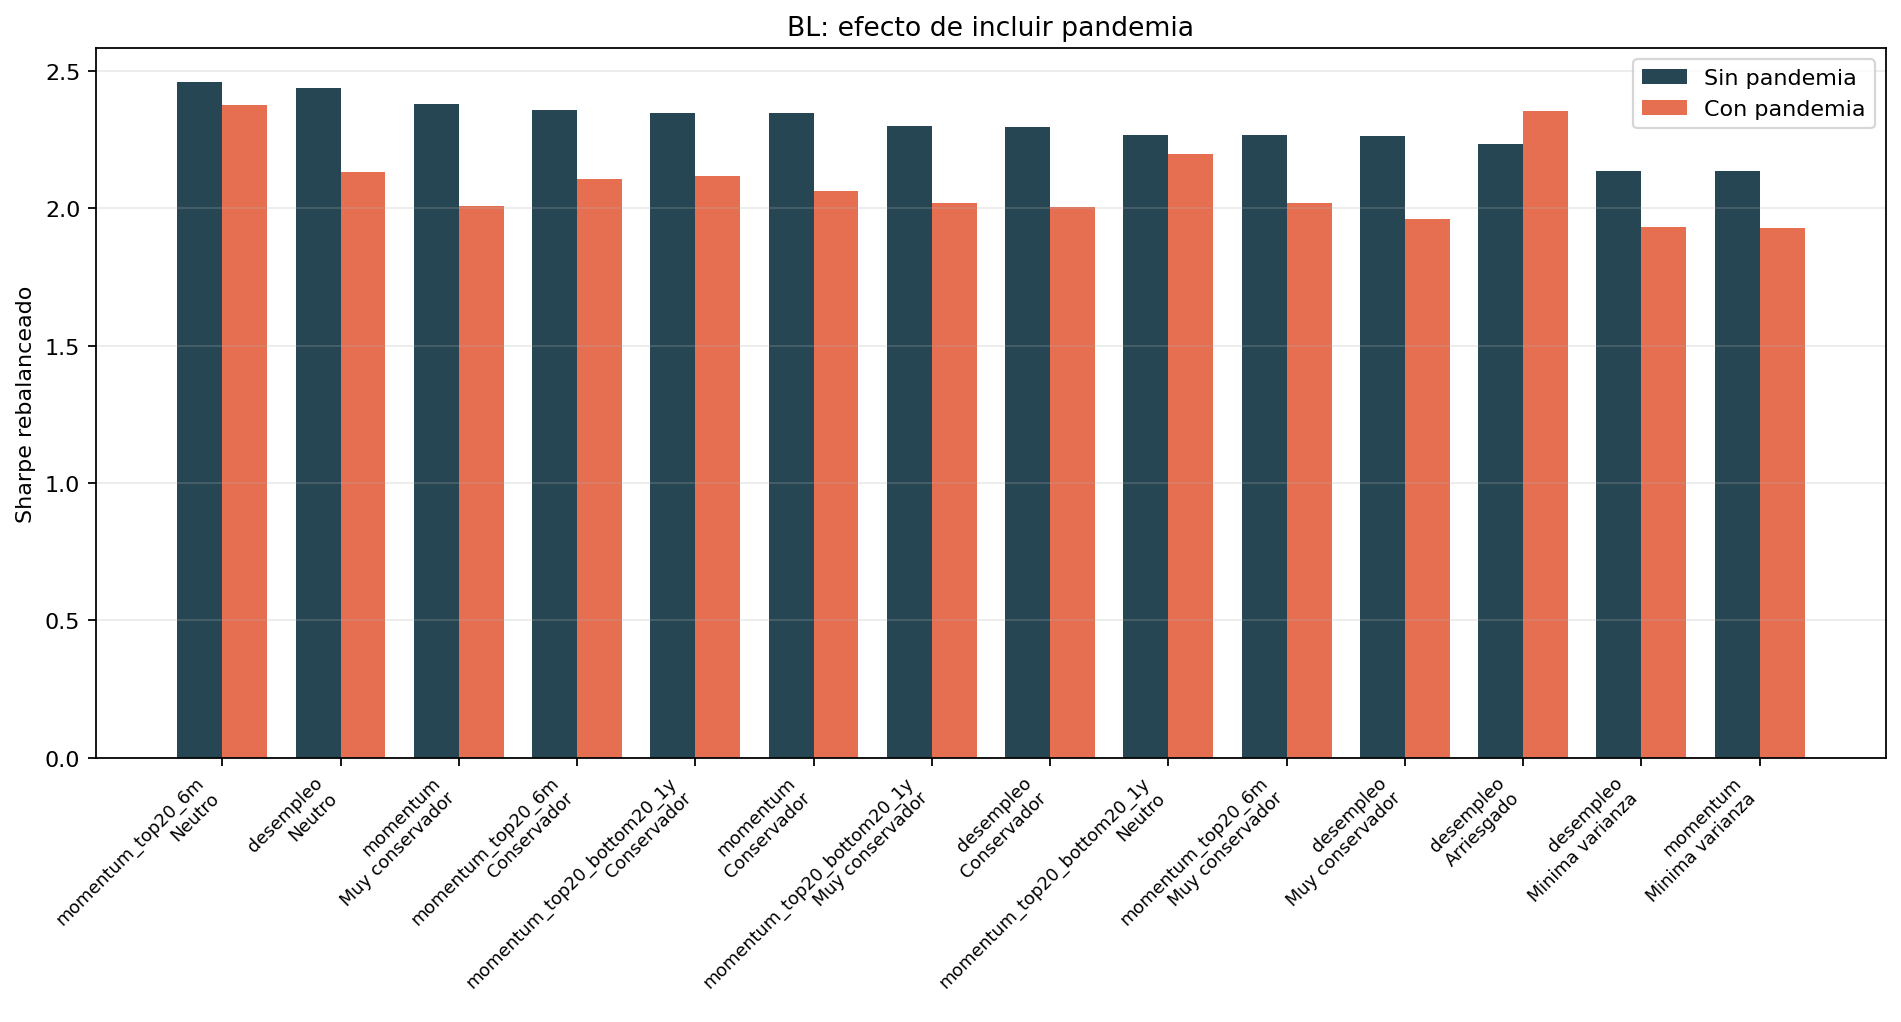 BL: efecto de incluir pandemia
Sin pandemia
Con pandemia
Sharpe rebalanceado
2.5
2.0
1.5
1.0
0.5
0.0
momentum_top20_6m
Neutro
desempleo
Neutro
momentum
Muy conservador
momentum_top20_6m
Conservador
momentum_top20_bottom20_1y
Conservador
momentum
Conservador
momentum_top20_bottom20_1y
Muy conservador
desempleo
Conservador
momentum_top20_bottom20_1y
Neutro
momentum_top20_6m
Muy conservador
desempleo
Muy conservador
desempleo
Arriesgado
desempleo
Minima varianza
momentum
Minima varianza